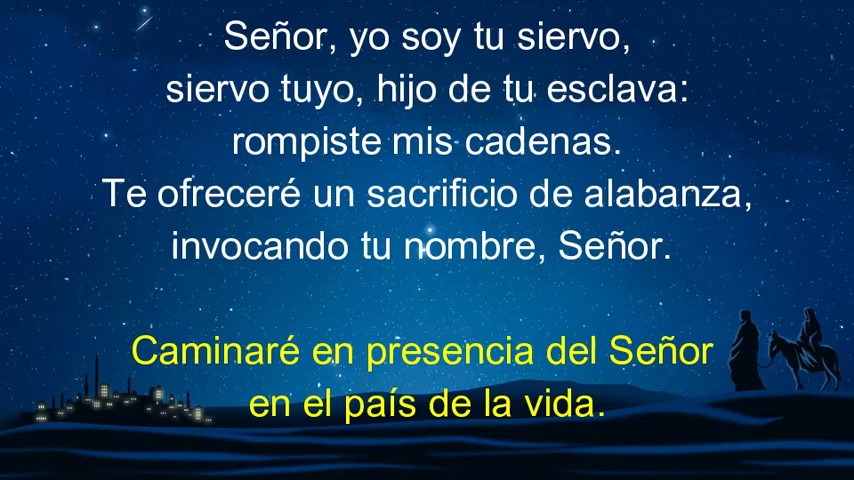 Señor, yo soy tu siervo,
siervo tuyo, hijo de tu esclava:
rompiste mis cadenas.
Te ofreceré un sacrificio de alabanza,
invocando tu nombre, Señor.
Caminaré en presencia del Señor
en el país de la vida.